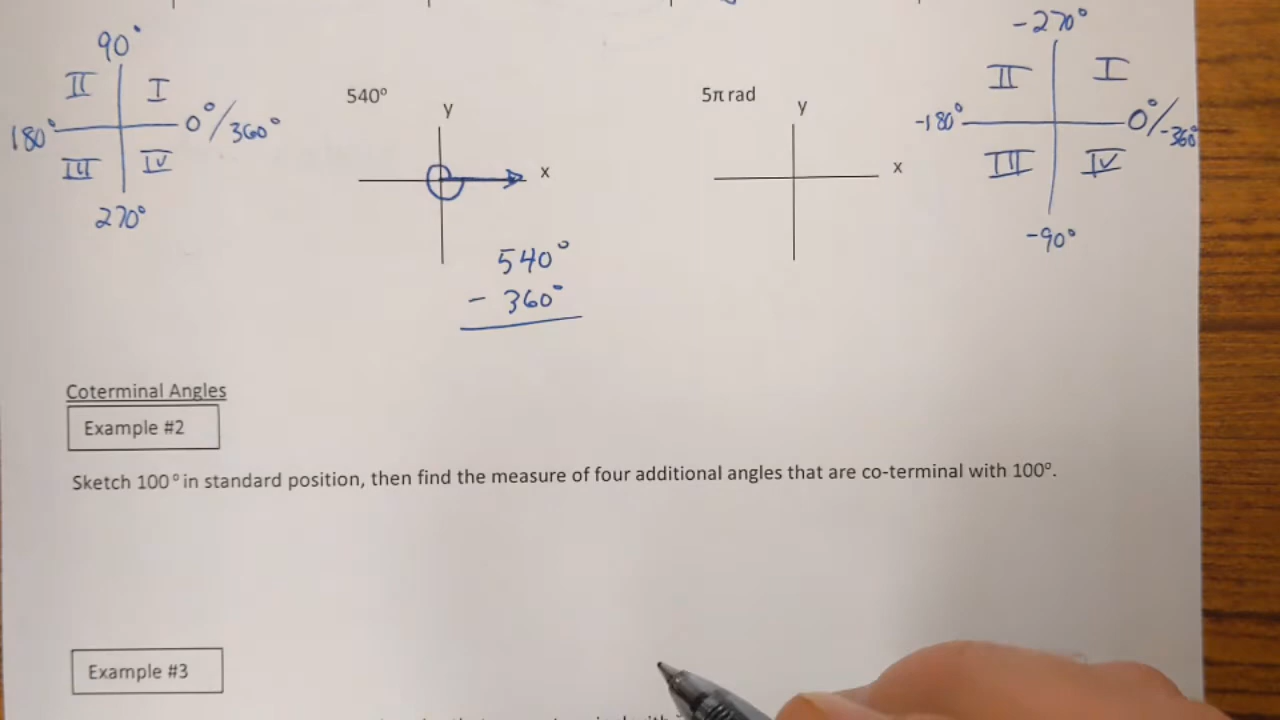 90°
II I
180° 0°/360°
III IV
270°
540°
y
x
540°
- 360°
5π rad
y
x
-270°
II I
-180° 0°/-360°
III IV
-90°
Coterminal Angles
Example #2
Sketch 100° in standard position, then find the measure of four additional angles that are co-terminal with 100°.
Example #3